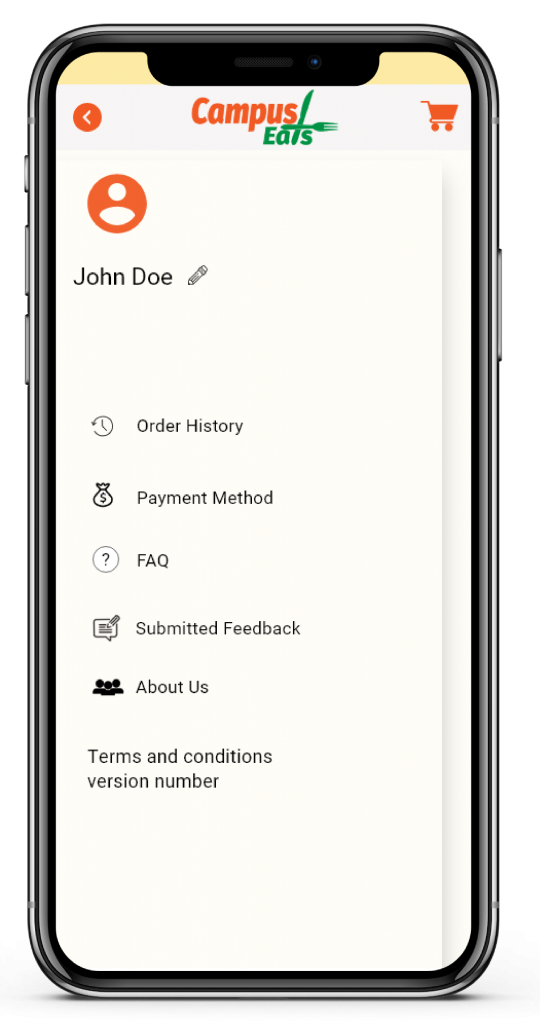 Campus
Eats
John Doe
Order History
Payment Method
FAQ
Submitted Feedback
About Us
Terms and conditions
version number